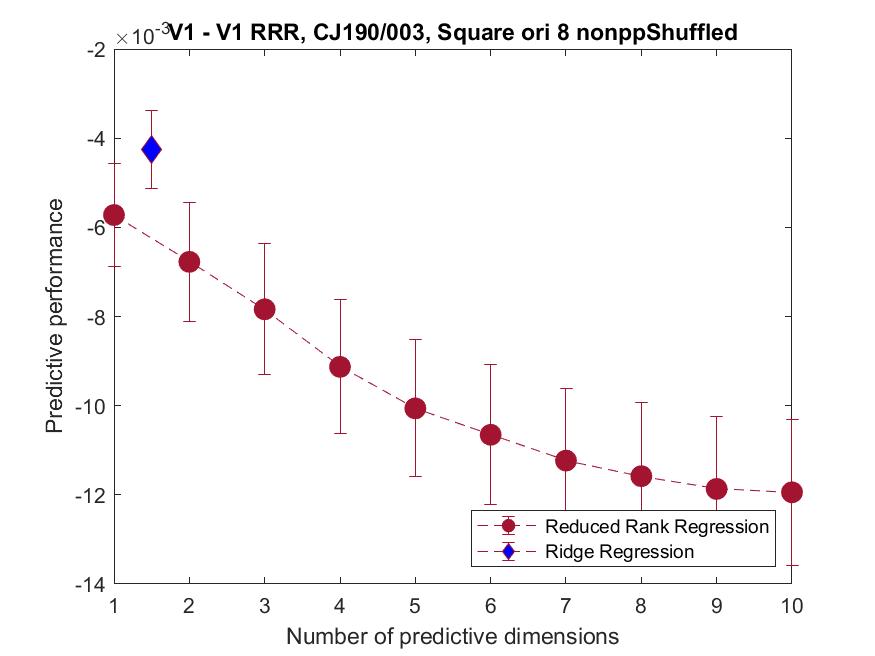 ×10-3
V1 - V1 RRR, CJ190/003, Square ori 8 nonppShuffled
-2
-4
-6
-8
-10
-12
-14
Predictive performance
Reduced Rank Regression
Ridge Regression
1 2 3 4 5 6 7 8 9 10
Number of predictive dimensions